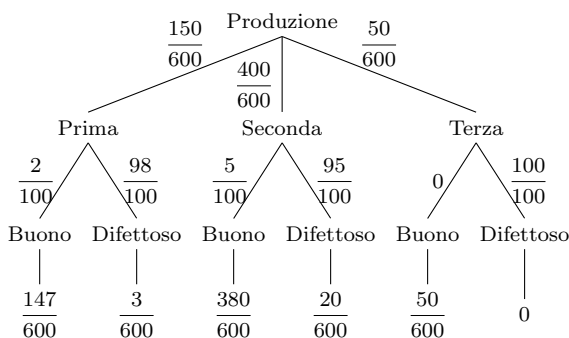 Produzione
150/600 400/600 50/600
Prima Seconda Terza
2/100 98/100 5/100 95/100 0 100/100
Buono Difettoso Buono Difettoso Buono Difettoso
147/600 3/600 380/600 20/600 50/600 0